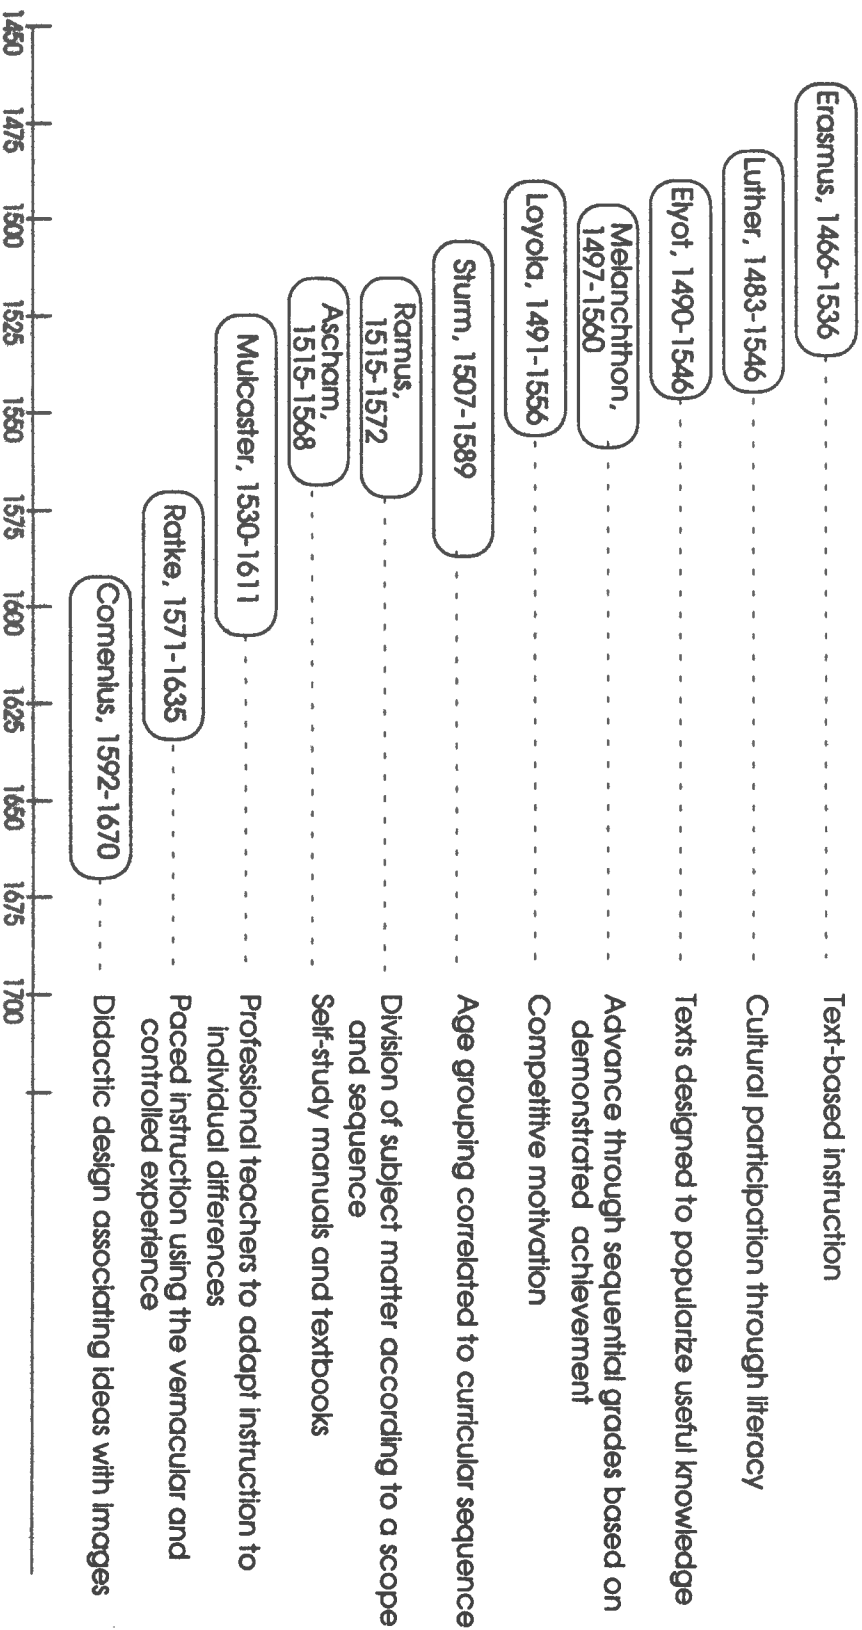 Erasmus, 1466-1536
Text-based instruction
Luther, 1483-1546
Cultural participation through literacy
Elyot, 1490-1546
Texts designed to popularize useful knowledge
Melanchthon,
1497-1560
Advance through sequential grades based on
demonstrated achievement
Loyola, 1491-1556
Competitive motivation
Sturm, 1507-1589
Age grouping correlated to curricular sequence
Ramus,
1515-1572
Division of subject matter according to a scope
and sequence
Ascham,
1515-1568
Self-study manuals and textbooks
Mulcaster, 1530-1611
Professional teachers to adapt instruction to
individual differences
Ratke, 1571-1635
Paced instruction using the vernacular and
controlled experience
Comenius, 1592-1670
Didactic design associating ideas with images
1450 1475 1500 1525 1550 1575 1600 1625 1650 1675 1700